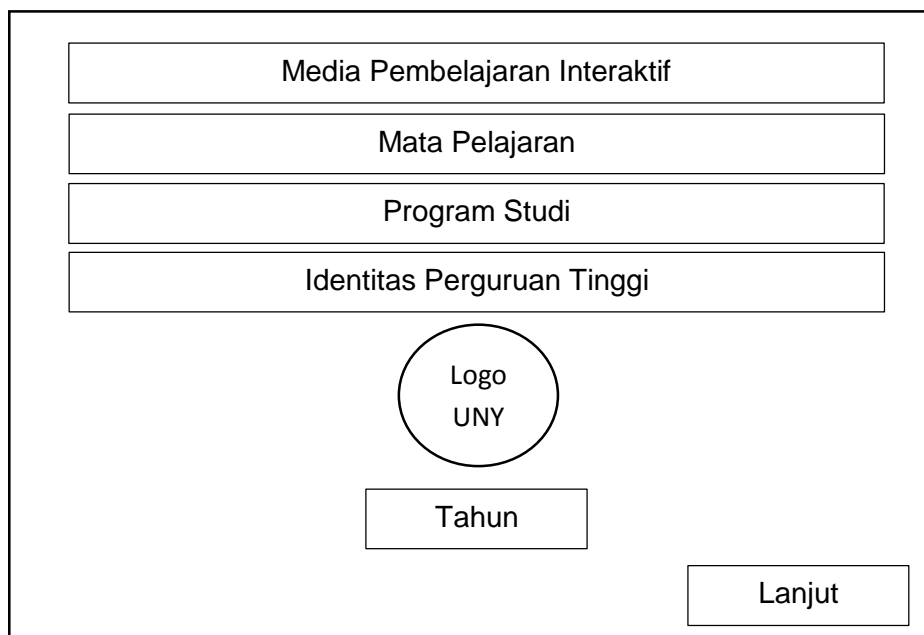 Media Pembelajaran Interaktif
Mata Pelajaran
Program Studi
Identitas Perguruan Tinggi
Logo
UNY
Tahun
Lanjut